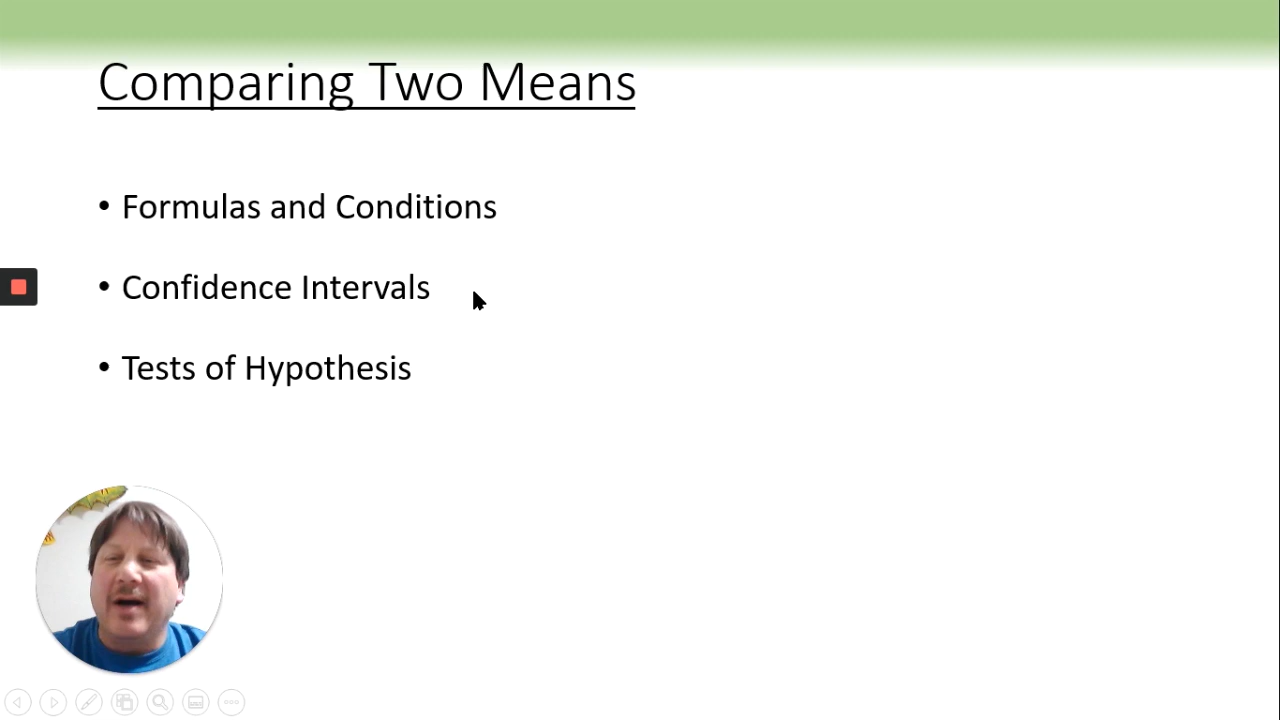 Comparing Two Means
• Formulas and Conditions
• Confidence Intervals
• Tests of Hypothesis